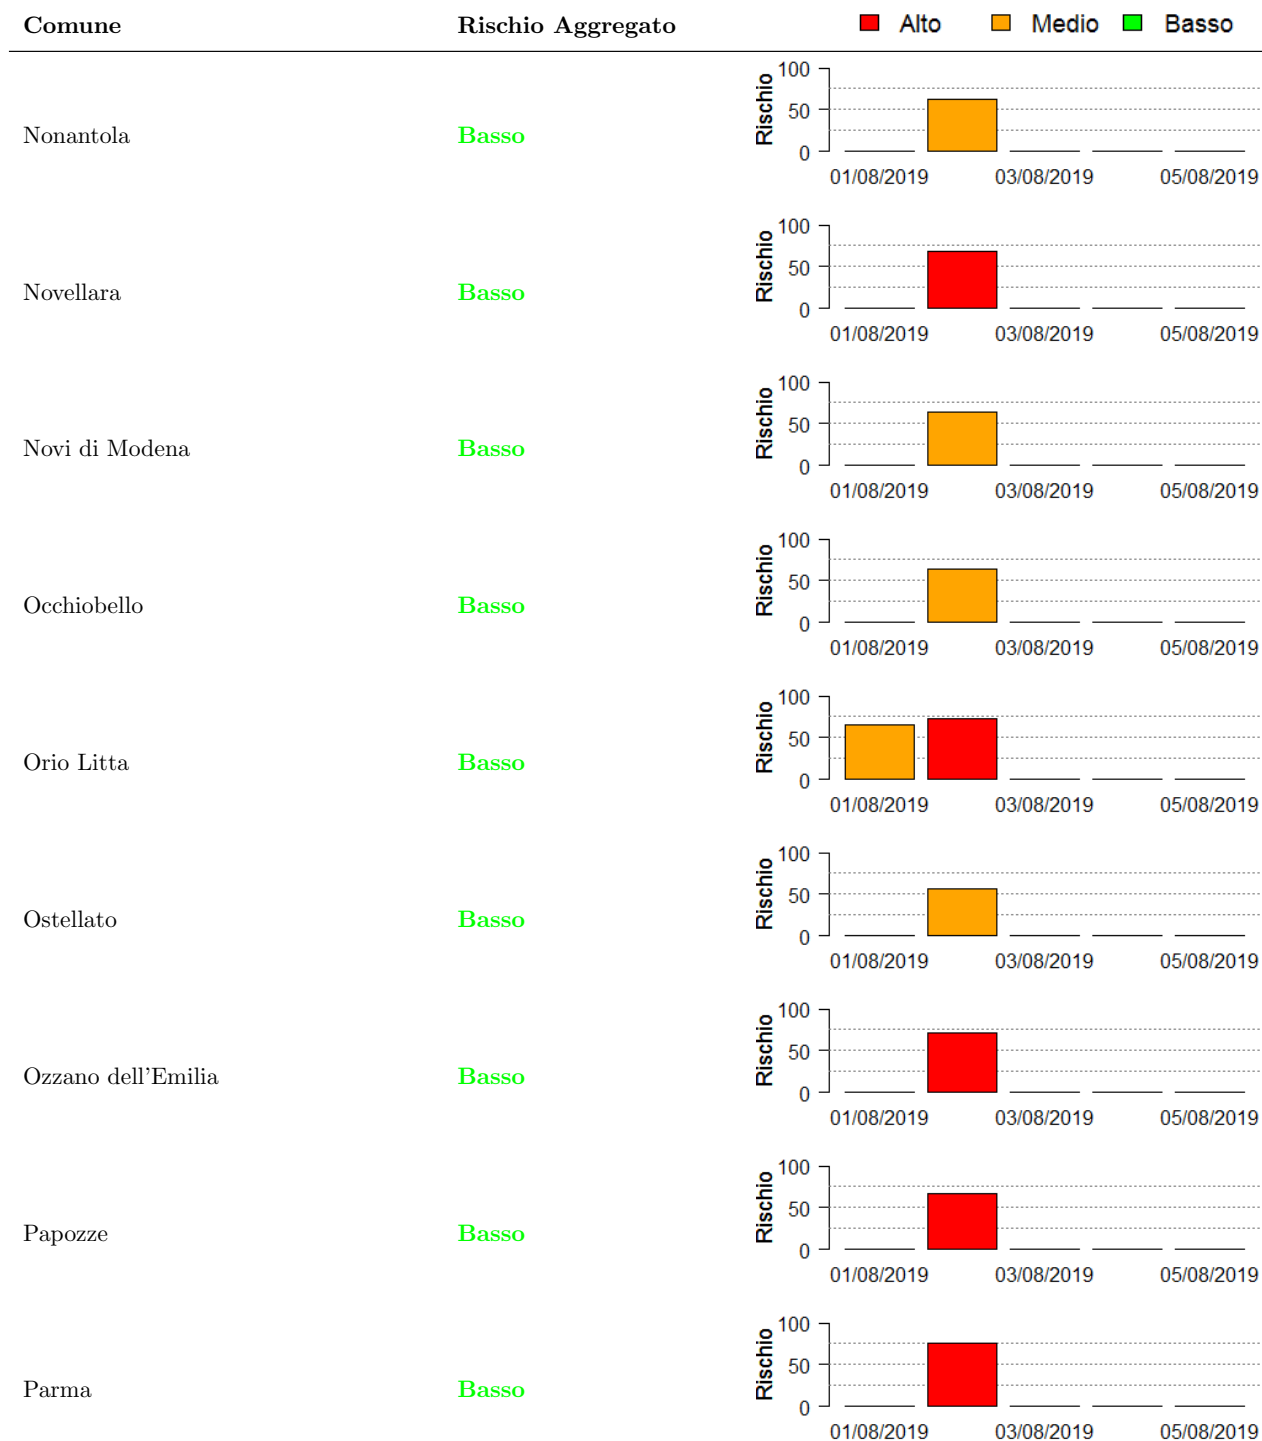 Comune Rischio Aggregato Alto Medio Basso
100
50
0
Rischio
Nonantola Basso
01/08/2019 03/08/2019 05/08/2019
100
50
0
Rischio
Novellara Basso
01/08/2019 03/08/2019 05/08/2019
100
50
0
Rischio
Novi di Modena Basso
01/08/2019 03/08/2019 05/08/2019
100
50
0
Rischio
Occhiobello Basso
01/08/2019 03/08/2019 05/08/2019
100
50
0
Rischio
Orio Litta Basso
01/08/2019 03/08/2019 05/08/2019
100
50
0
Rischio
Ostellato Basso
01/08/2019 03/08/2019 05/08/2019
100
50
0
Rischio
Ozzano dell'Emilia Basso
01/08/2019 03/08/2019 05/08/2019
100
50
0
Rischio
Papozze Basso
01/08/2019 03/08/2019 05/08/2019
100
50
0
Rischio
Parma Basso
01/08/2019 03/08/2019 05/08/2019